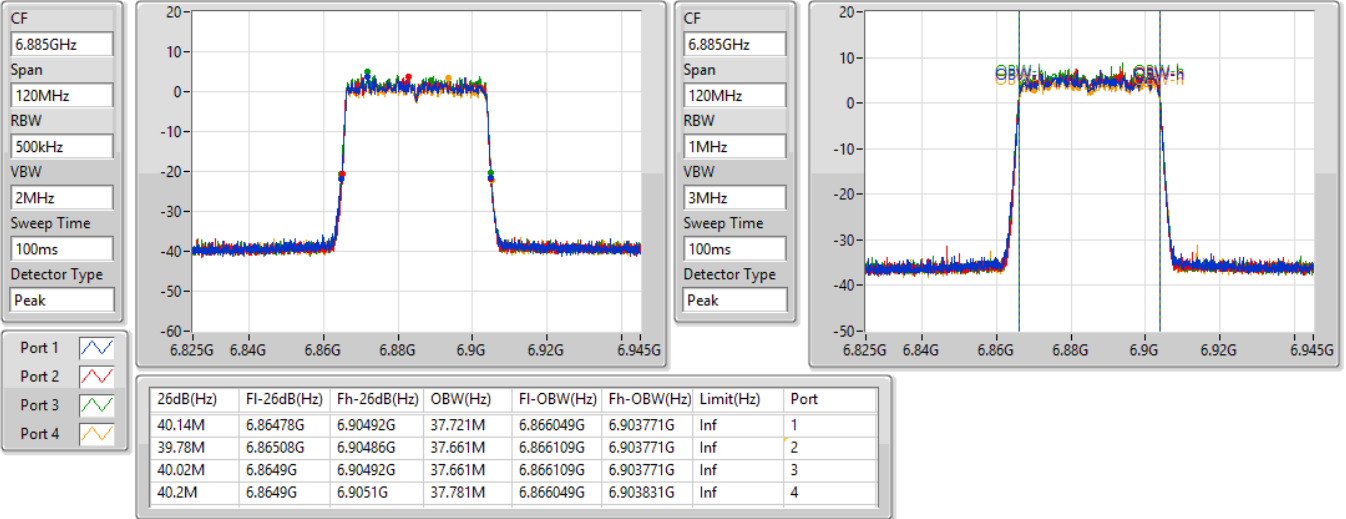 CF
6.885GHz
Span
120MHz
RBW
500kHz
VBW
2MHz
Sweep Time
100ms
Detector Type
Peak
20
10
0
-10
-20
-30
-40
-50
-60
6.825G 6.84G 6.86G 6.88G 6.9G 6.92G 6.945G
CF
6.885GHz
Span
120MHz
RBW
1MHz
VBW
3MHz
Sweep Time
100ms
Detector Type
Peak
20
10
0
-10
-20
-30
-40
-50
OBW-h
6.825G 6.84G 6.86G 6.88G 6.9G 6.92G 6.945G
Port 1
Port 2
Port 3
Port 4
26dB(Hz) Fl-26dB(Hz) Fh-26dB(Hz) OBW(Hz) Fl-OBW(Hz) Fh-OBW(Hz) Limit(Hz) Port
40.14M 6.86478G 6.90492G 37.721M 6.866049G 6.903771G Inf 1
39.78M 6.86508G 6.90486G 37.661M 6.866109G 6.903771G Inf 2
40.02M 6.8649G 6.90492G 37.661M 6.866109G 6.903771G Inf 3
40.2M 6.8649G 6.9051G 37.781M 6.866049G 6.903831G Inf 4